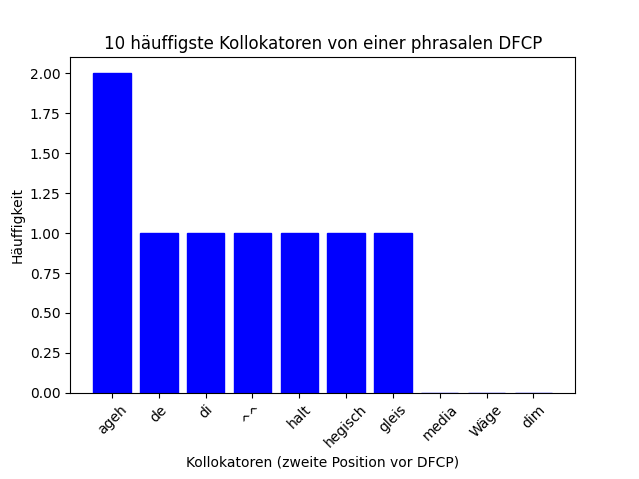 10 häuffigste Kollokatoren von einer phrasalen DFCP
Häuffigkeit
2.00
1.75
1.50
1.25
1.00
0.75
0.50
0.25
0.00
ageh
de
di
^^
halt
hegisch
gleis
media
Wäge
dim
Kollokatoren (zweite Position vor DFCP)